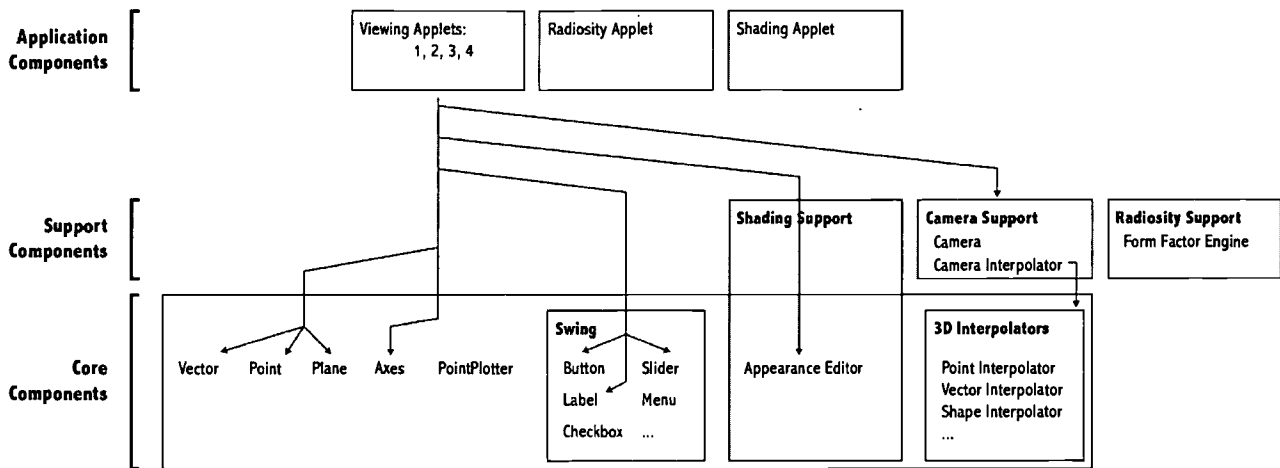 Application
Components
Viewing Applets:
1, 2, 3, 4
Radiosity Applet
Shading Applet
Support
Components
Shading Support
Camera Support
Camera
Camera Interpolator
Radiosity Support
Form Factor Engine
Core
Components
Vector
Point
Plane
Axes
PointPlotter
Swing
Button
Slider
Label
Menu
Checkbox
...
Appearance Editor
3D Interpolators
Point Interpolator
Vector Interpolator
Shape Interpolator
...